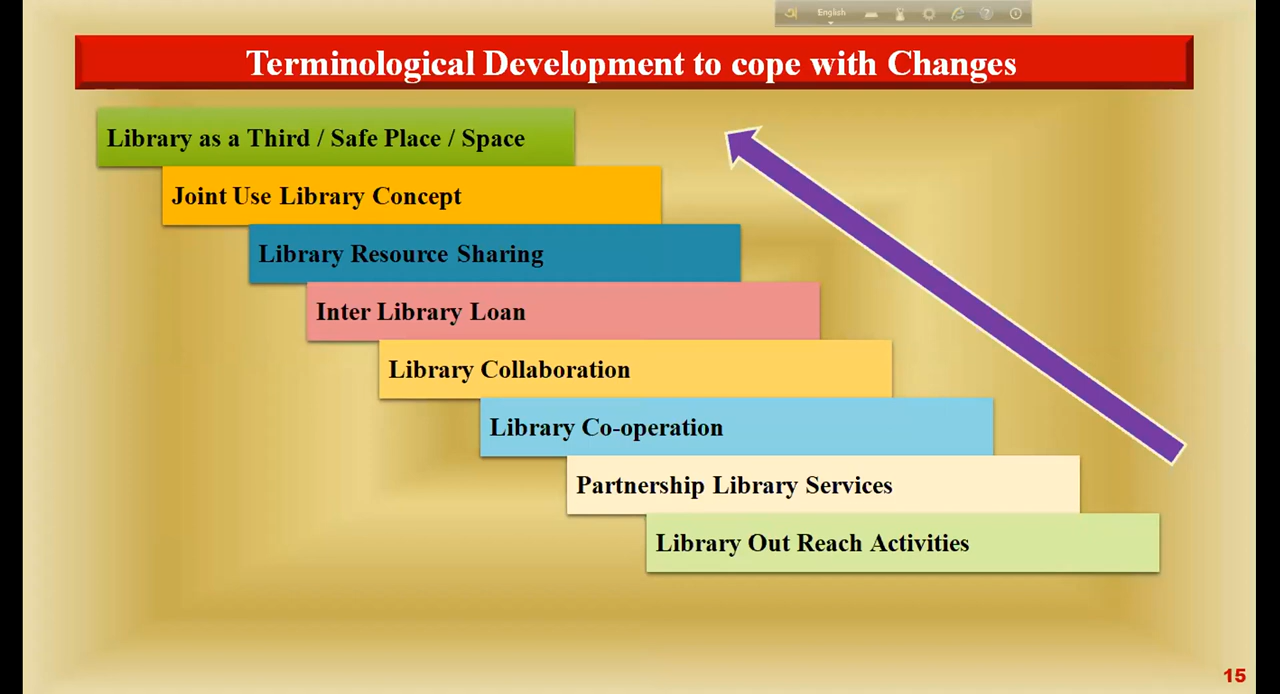 English
Terminological Development to cope with Changes
Library as a Third / Safe Place / Space
Joint Use Library Concept
Library Resource Sharing
Inter Library Loan
Library Collaboration
Library Co-operation
Partnership Library Services
Library Out Reach Activities
15